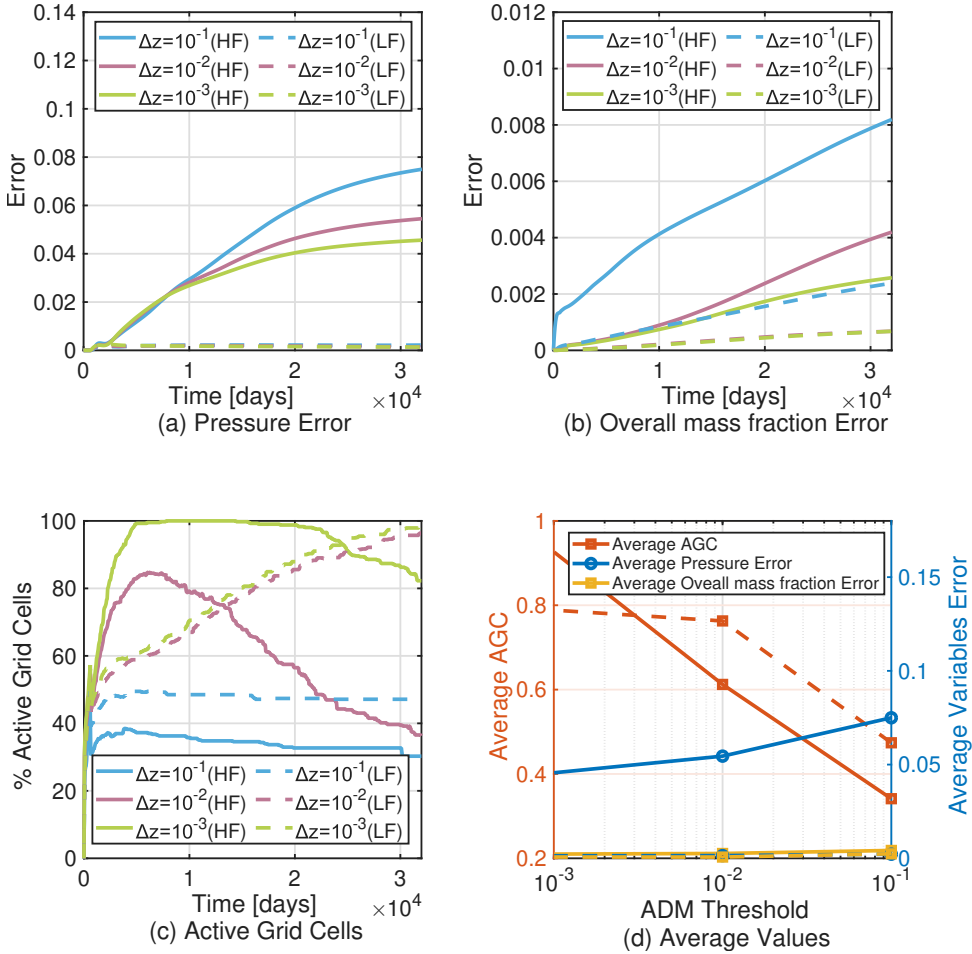 0.14
0.12
0.1
0.08
0.06
0.04
0.02
0
Error
Δz=10⁻¹(HF) Δz=10⁻¹(LF)
Δz=10⁻²(HF) Δz=10⁻²(LF)
Δz=10⁻³(HF) Δz=10⁻³(LF)
0 1 2 3
Time [days] ×10⁴
(a) Pressure Error
0.012
0.01
0.008
0.006
0.004
0.002
0
Error
Δz=10⁻¹(HF) Δz=10⁻¹(LF)
Δz=10⁻²(HF) Δz=10⁻²(LF)
Δz=10⁻³(HF) Δz=10⁻³(LF)
0 1 2 3
Time [days] ×10⁴
(b) Overall mass fraction Error
100
80
60
40
20
0
% Active Grid Cells
Δz=10⁻¹(HF) Δz=10⁻¹(LF)
Δz=10⁻²(HF) Δz=10⁻²(LF)
Δz=10⁻³(HF) Δz=10⁻³(LF)
0 1 2 3
Time [days] ×10⁴
(c) Active Grid Cells
1
0.8
0.6
0.4
0.2
Average AGC
Average AGC
Average Pressure Error
Average Oveall mass fraction Error
0.15
0.1
0.05
0
Average Variables Error
10⁻³ 10⁻² 10⁻¹
ADM Threshold
(d) Average Values